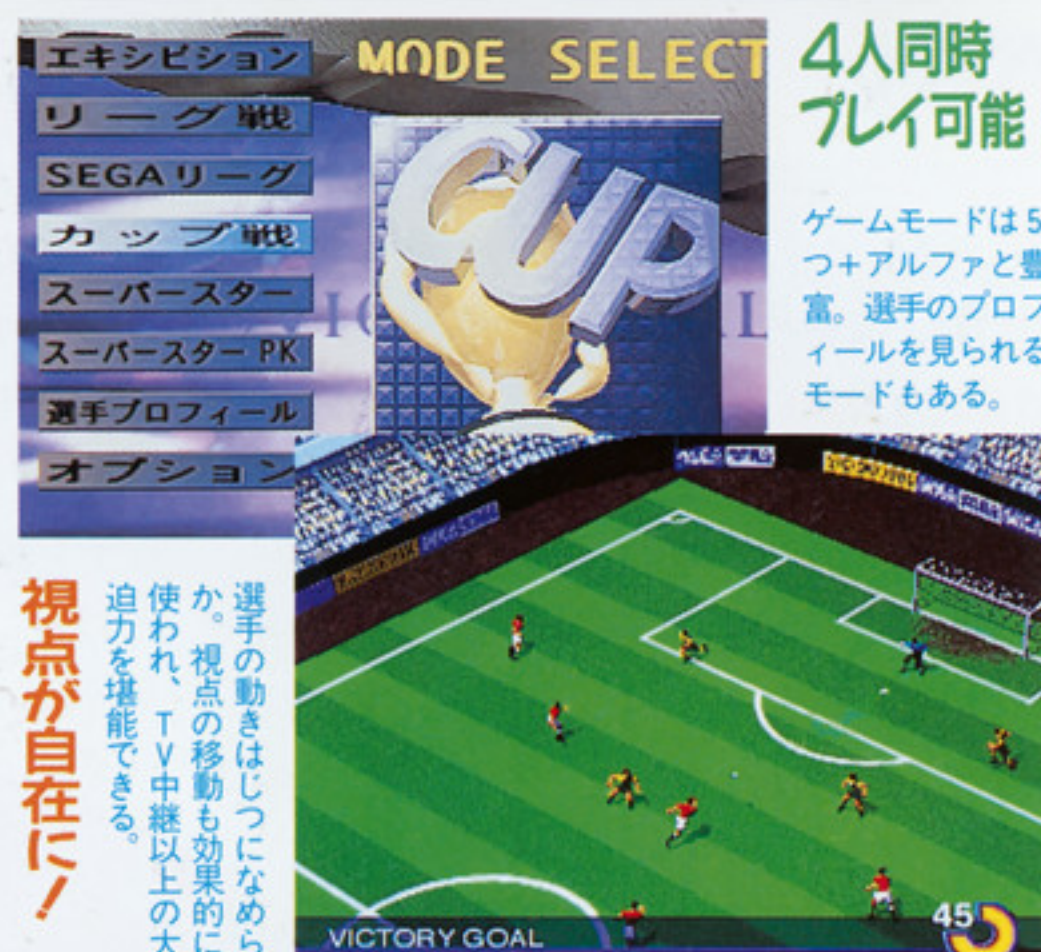 エキシビション
リーグ戦
SEGAリーグ
カップ戦
スーパースター
スーパースター PK
選手プロフィール
オプション
MODE SELECT
CUP
4人同時
プレイ可能
ゲームモードは5
つ+アルファと豊
富。選手のプロフ
ィールを見られる
モードもある。
視点が自在に!
選手の動きはじつになめら
か。視点の移動も効果的に
使われ、TV中継以上の大
迫力を堪能できる。
VICTORY GOAL
45